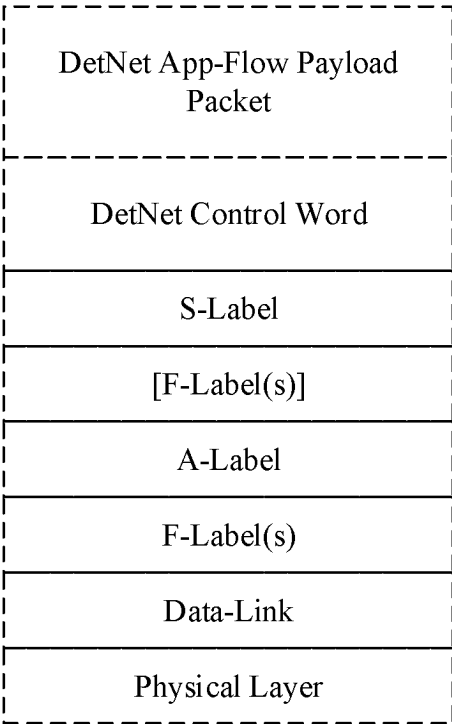 DetNet App-Flow Payload
Packet
DetNet Control Word
S-Label
[F-Label(s)]
A-Label
F-Label(s)
Data-Link
Physical Layer